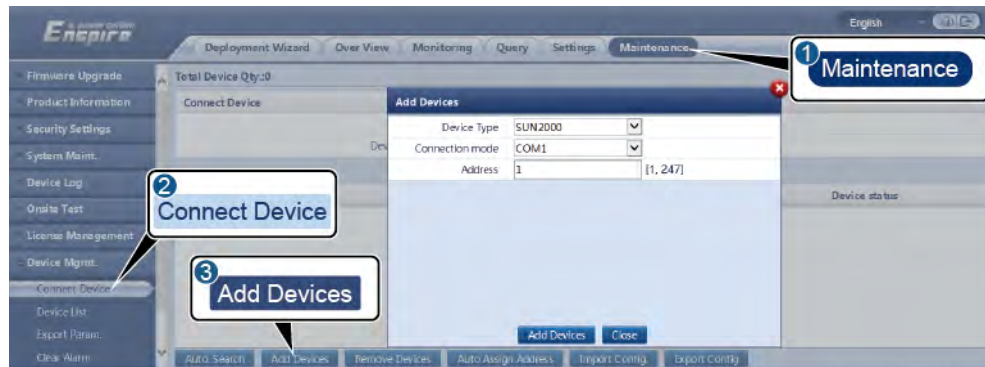 Enspire
English
Deployment Wizard Over View Monitoring Query Settings Maintenance
1 Maintenance
Firmware Upgrade
Total Device Qty.:0
Product Information
Connect Device
Add Devices
Security Settings
Device Type SUN2000
System Maint.
Dev
Connection mode COM1
Address 1 [1, 247]
Device Log
2 Connect Device
Device status
Onsite Test
License Management
Device Mgmt.
3 Add Devices
Connect Device
Device List
Export Param.
Add Devices Close
Clear Alarm
Auto Search Add Devices Remove Devices Auto Assign Address Import Config. Export Config